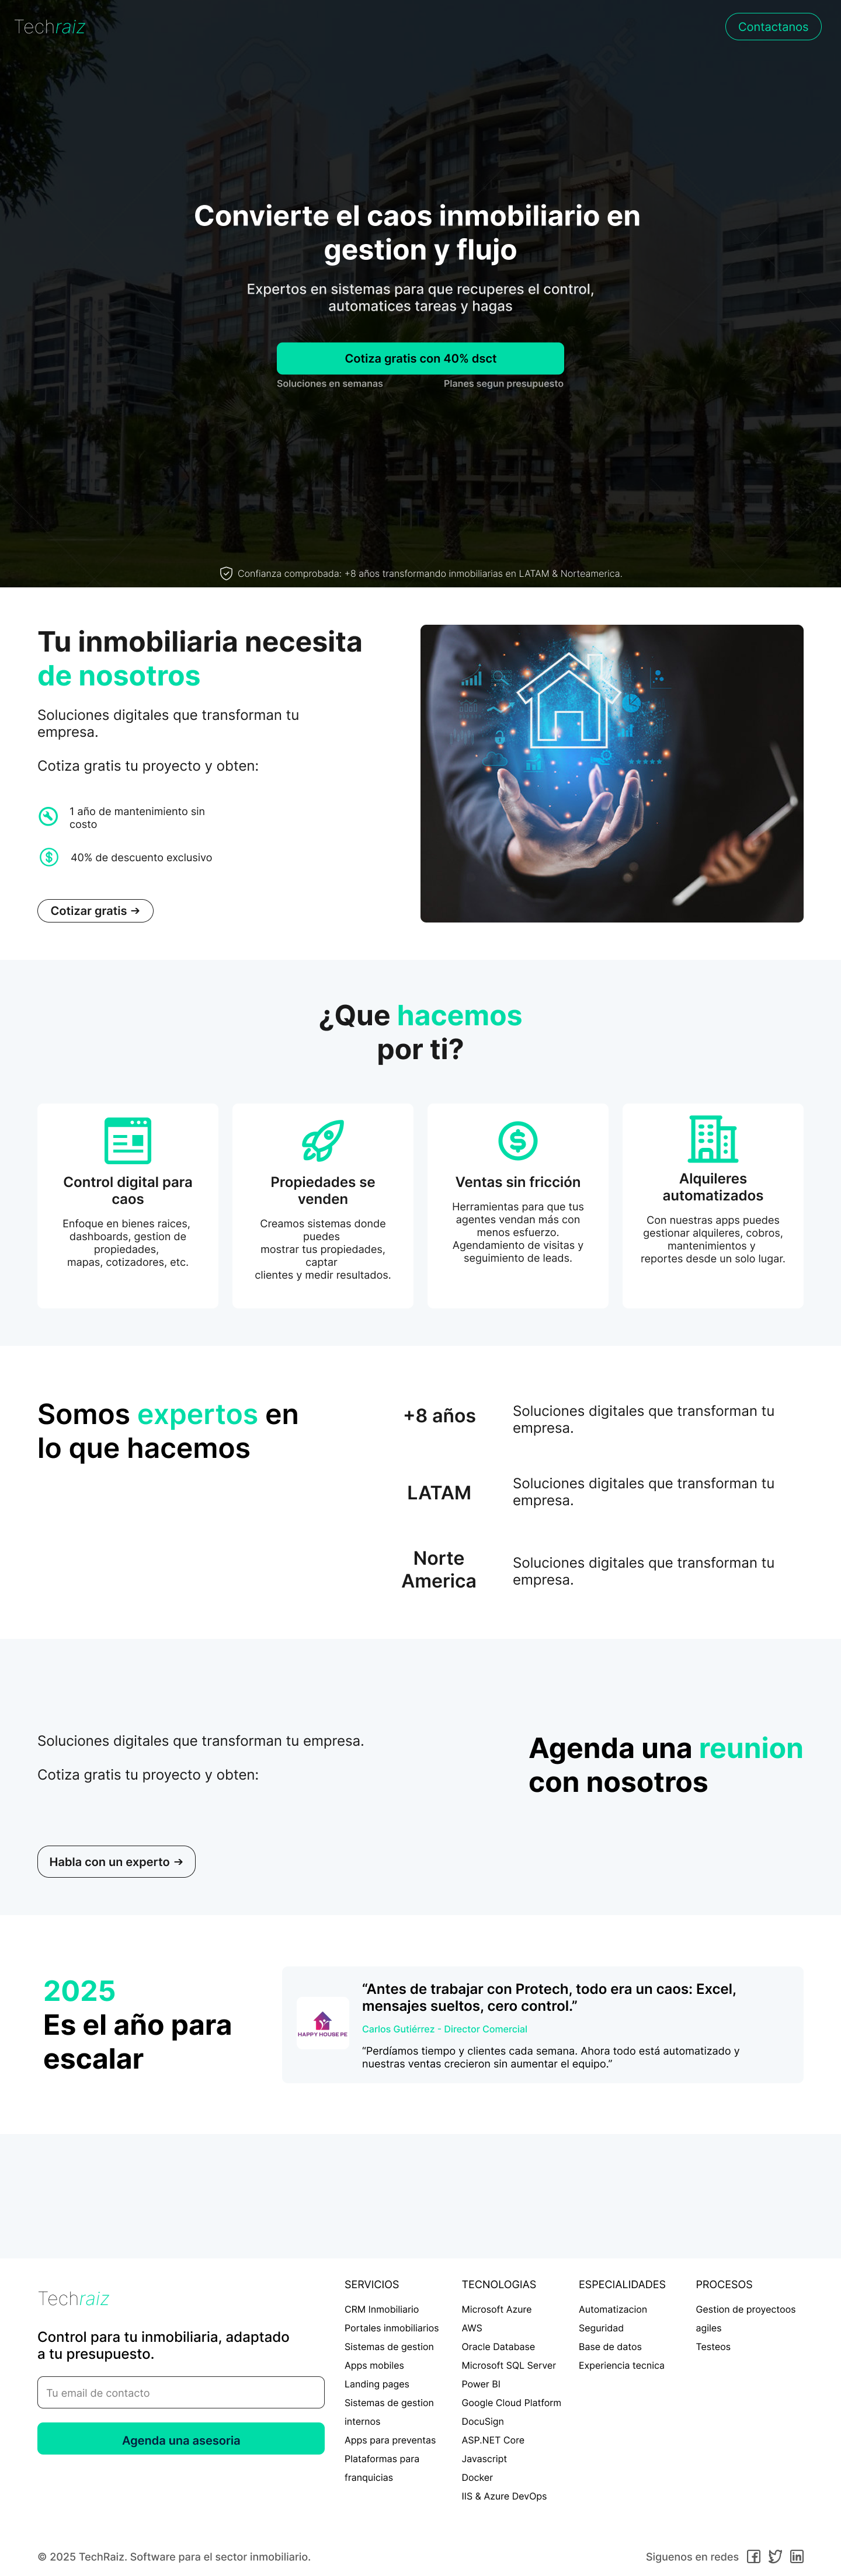 Techraiz
Contactanos
Convierte el caos inmobiliario en
gestion y flujo
Expertos en sistemas para que recuperes el control,
automatices tareas y hagas
Cotiza gratis con 40% dsct
Soluciones en semanas
Planes segun presupuesto
Confianza comprobada: +8 años transformando inmobiliarias en LATAM & Norteamerica.
Tu inmobiliaria necesita
de nosotros
Soluciones digitales que transforman tu
empresa.
Cotiza gratis tu proyecto y obten:
1 año de mantenimiento sin
costo
40% de descuento exclusivo
Cotizar gratis →
¿Que hacemos
por ti?
Control digital para
caos
Enfoque en bienes raices,
dashboards, gestion de
propiedades,
mapas, cotizadores, etc.
Propiedades se
venden
Creamos sistemas donde
puedes
mostrar tus propiedades,
captar
clientes y medir resultados.
Ventas sin fricción
Herramientas para que tus
agentes vendan más con
menos esfuerzo.
Agendamiento de visitas y
seguimiento de leads.
Alquileres
automatizados
Con nuestras apps puedes
gestionar alquileres, cobros,
mantenimientos y
reportes desde un solo lugar.
Somos expertos en
lo que hacemos
+8 años
Soluciones digitales que transforman tu
empresa.
LATAM
Soluciones digitales que transforman tu
empresa.
Norte
America
Soluciones digitales que transforman tu
empresa.
Soluciones digitales que transforman tu empresa.
Cotiza gratis tu proyecto y obten:
Habla con un experto →
Agenda una reunion
con nosotros
2025
Es el año para
escalar
HAPPY HOUSE PE
“Antes de trabajar con Protech, todo era un caos: Excel,
mensajes sueltos, cero control.”
Carlos Gutiérrez - Director Comercial
“Perdíamos tiempo y clientes cada semana. Ahora todo está automatizado y
nuestras ventas crecieron sin aumentar el equipo.”
Techraiz
Control para tu inmobiliaria, adaptado
a tu presupuesto.
Tu email de contacto
Agenda una asesoria
SERVICIOS
CRM Inmobiliario
Portales inmobiliarios
Sistemas de gestion
Apps mobiles
Landing pages
Sistemas de gestion
internos
Apps para preventas
Plataformas para
franquicias
TECNOLOGIAS
Microsoft Azure
AWS
Oracle Database
Microsoft SQL Server
Power BI
Google Cloud Platform
DocuSign
ASP.NET Core
Javascript
Docker
IIS & Azure DevOps
ESPECIALIDADES
Automatizacion
Seguridad
Base de datos
Experiencia tecnica
PROCESOS
Gestion de proyectoos
agiles
Testeos
© 2025 TechRaiz. Software para el sector inmobiliario.
Siguenos en redes